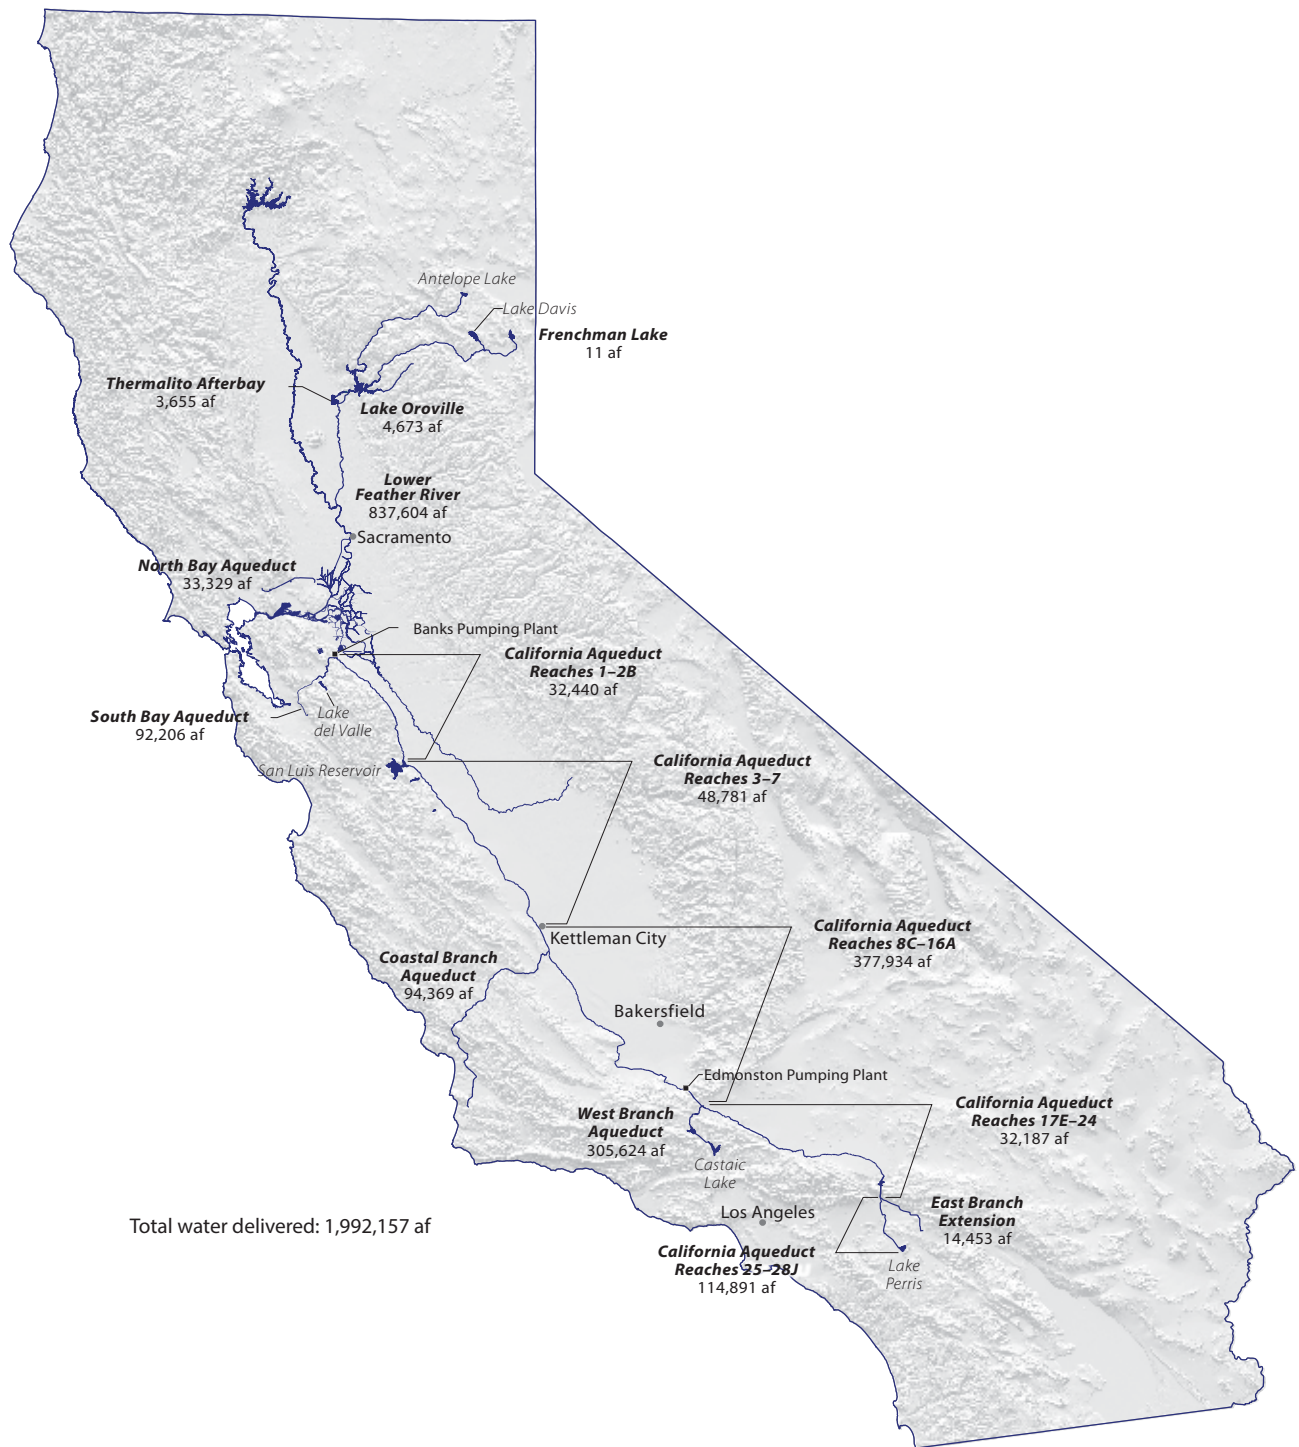 Antelope Lake
Lake Davis
Frenchman Lake
11 af
Thermalito Afterbay
3,655 af
Lake Oroville
4,673 af
Lower
Feather River
837,604 af
Sacramento
North Bay Aqueduct
33,329 af
Banks Pumping Plant
California Aqueduct
Reaches 1–2B
32,440 af
South Bay Aqueduct
92,206 af
Lake
del Valle
San Luis Reservoir
California Aqueduct
Reaches 3–7
48,781 af
Kettleman City
California Aqueduct
Reaches 8C–16A
377,934 af
Coastal Branch
Aqueduct
94,369 af
Bakersfield
Edmonston Pumping Plant
California Aqueduct
Reaches 17E–24
32,187 af
West Branch
Aqueduct
305,624 af
Castaic
Lake
Los Angeles
East Branch
Extension
14,453 af
Total water delivered: 1,992,157 af
California Aqueduct
Reaches 25–28J
114,891 af
Lake
Perris